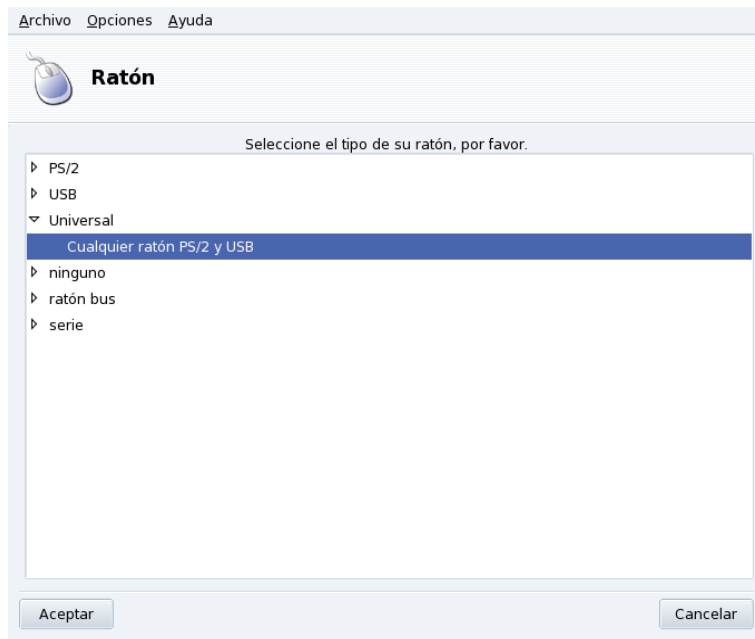 Archivo Opciones Ayuda
Ratón
Seleccione el tipo de su ratón, por favor.
PS/2
USB
Universal
Cualquier ratón PS/2 y USB
ninguno
ratón bus
serie
Aceptar Cancelar